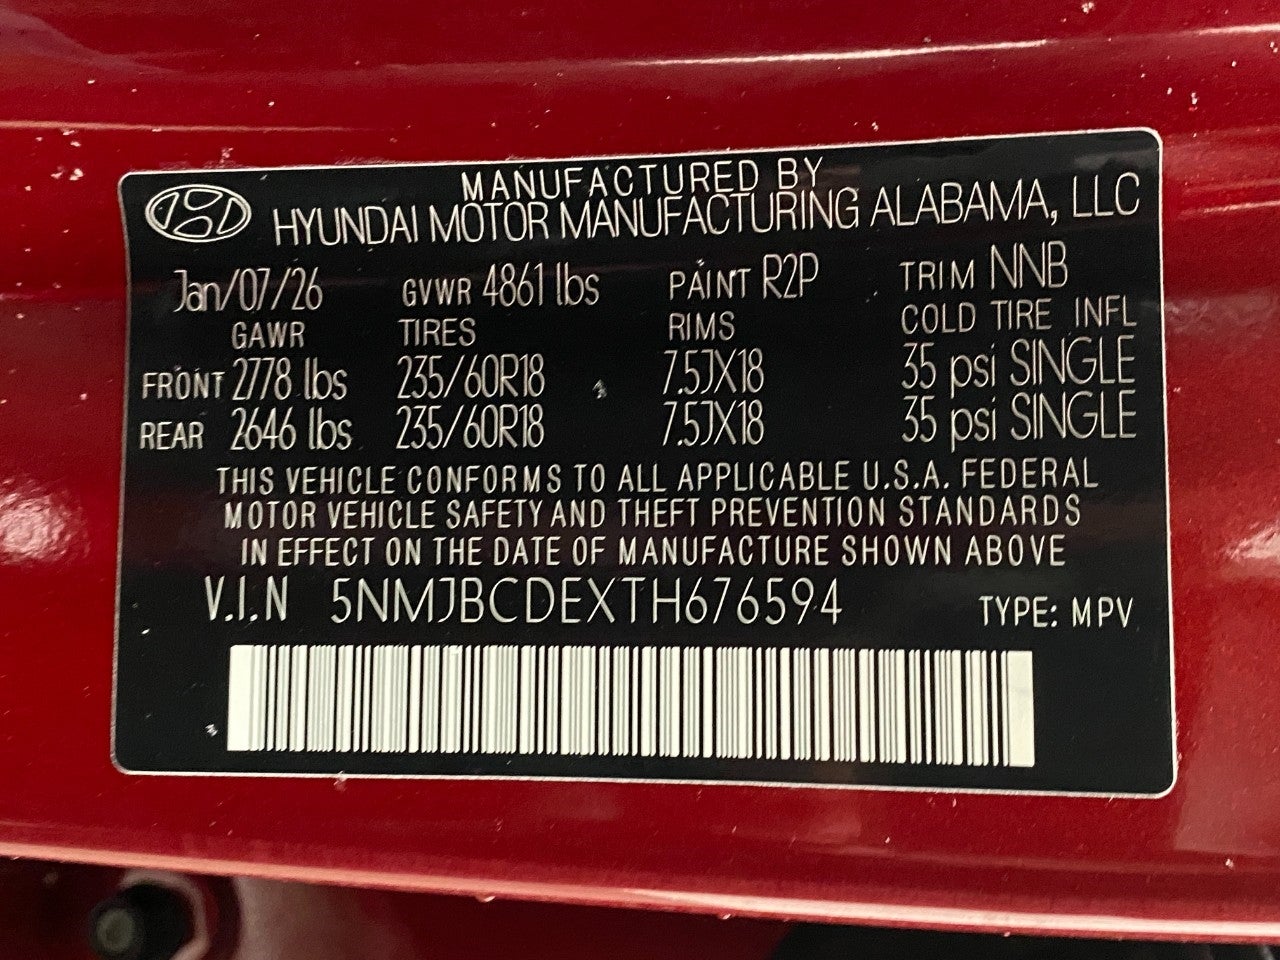 MANUFACTURED BY
HYUNDAI MOTOR MANUFACTURING ALABAMA, LLC
Jan/07/26 GVWR 4861 lbs PAINT R2P TRIM NNB
GAWR TIRES RIMS COLD TIRE INFL
FRONT 2778 lbs 235/60R18 7.5JX18 35 psi SINGLE
REAR 2646 lbs 235/60R18 7.5JX18 35 psi SINGLE
THIS VEHICLE CONFORMS TO ALL APPLICABLE U.S.A. FEDERAL
MOTOR VEHICLE SAFETY AND THEFT PREVENTION STANDARDS
IN EFFECT ON THE DATE OF MANUFACTURE SHOWN ABOVE
V.I.N 5NMJBCDEXTH676594 TYPE: MPV